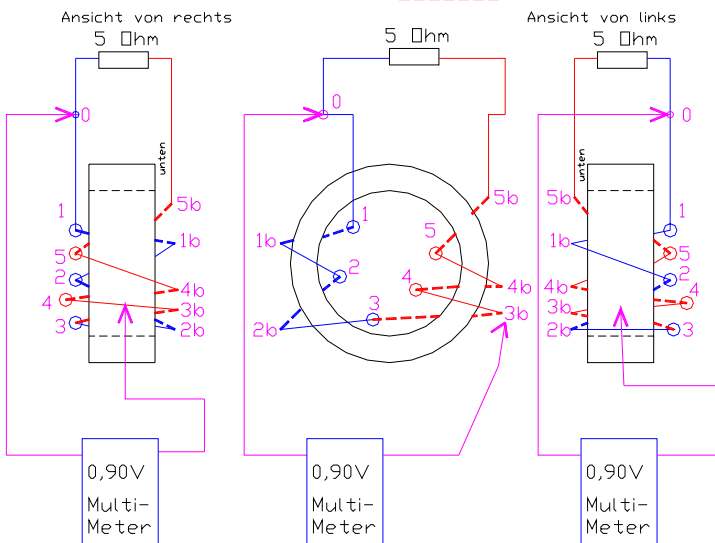 Ansicht von rechts
5 Ohm
0
unten
1
5b
1b
5
2
4b
4
3b
3
2b
0,90V
Multi-
Meter
5 Ohm
0
5b
1
1b
5
2
4
4b
3
3b
2b
0,90V
Multi-
Meter
Ansicht von links
5 Ohm
0
unten
5b
1
1b
5
2
4b
4
3b
2b
3
0,90V
Multi-
Meter